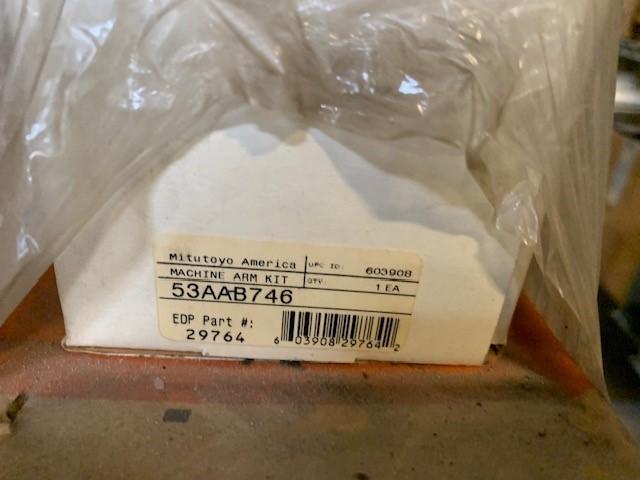 Mitutoyo America UPC ID: 603908
MACHINE ARM KIT QTY. 1 EA
53AAB746
EDP Part #:
29764
6 03908 29764 2